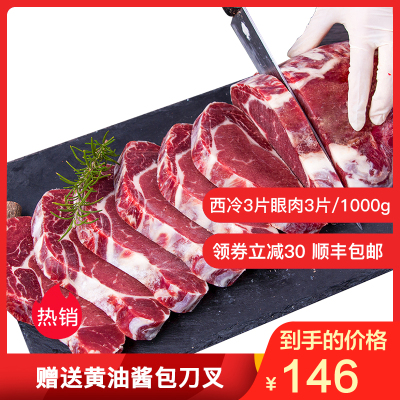 西冷3片眼肉3片/1000g
领券立减30 顺丰包邮
热销
到手的价格
赠送黄油酱包刀叉
￥146